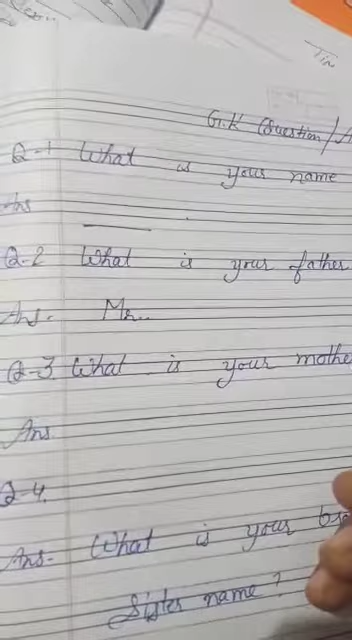 G.K Question/
Q-1 What is your name
Ans
Q-2 What is your father
Ans. Mr..
Q-3 What is your mothe
Ans
Q-4.
Ans- What is your
Sister name?